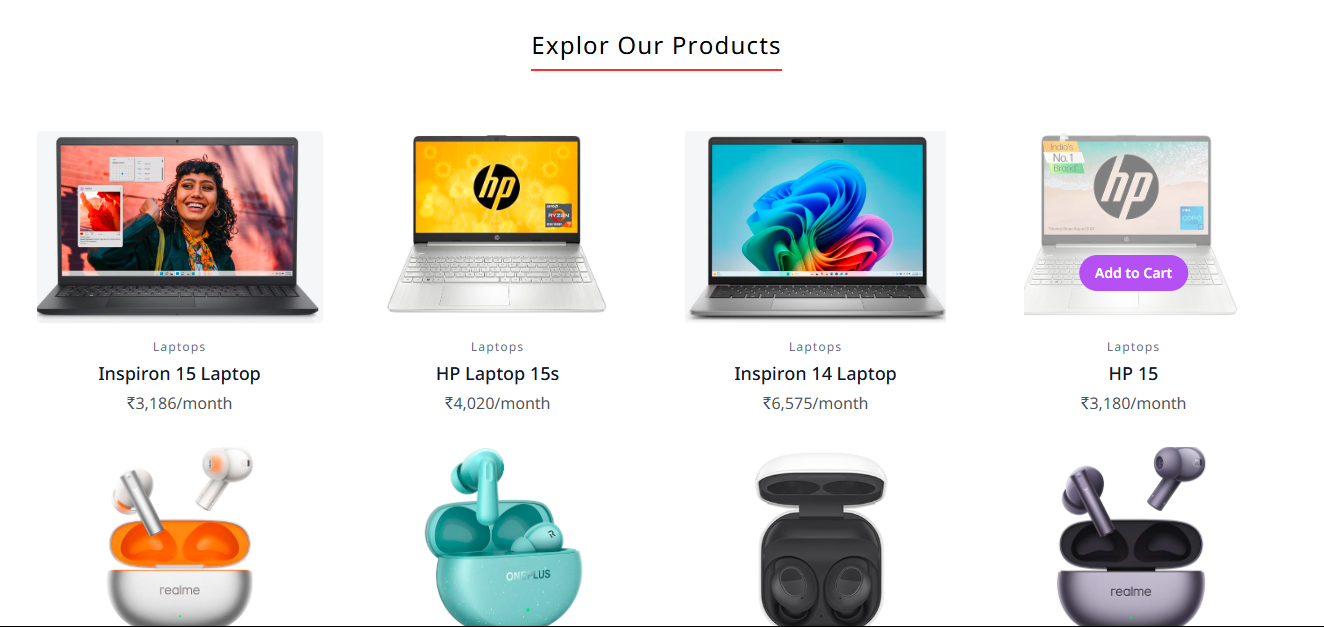 Explor Our Products
hp
AMD
RYZEN
hp
India's
No.1
Brand
Add to Cart
Laptops
Laptops
Laptops
Laptops
Inspiron 15 Laptop
HP Laptop 15s
Inspiron 14 Laptop
HP 15
₹3,186/month
₹4,020/month
₹6,575/month
₹3,180/month
realme
ONEPLUS
realme